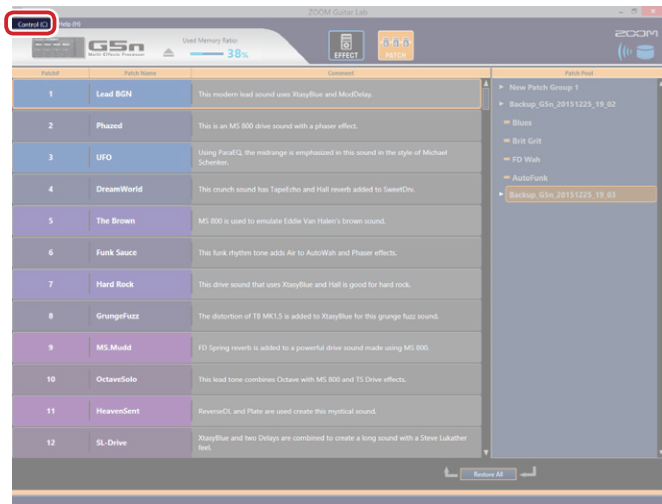 ZOOM Guitar Lab
Control (C) Help (H)
G5n
Multi Effects Processor
Used Memory Ratio:
38%
EFFECT
PATCH
ZOOM
Patch# Patch Name Comment Patch Pool
1 Lead BGN This modern lead sound uses XtasyBlue and ModDelay.
2 Phazed This is an MS 800 drive sound with a phaser effect.
3 UFO Using ParaEQ, the midrange is emphasized in this sound in the style of Michael
Schenker.
4 DreamWorld This crunch sound has TapeEcho and Hall reverb added to SweetDrv.
5 The Brown MS 800 is used to emulate Eddie Van Halen's brown sound.
6 Funk Sauce This funk rhythm tone adds Air to AutoWah and Phaser effects.
7 Hard Rock This drive sound that uses XtasyBlue and Hall is good for hard rock.
8 GrungeFuzz The distortion of TB MK1.5 is added to XtasyBlue for this grunge fuzz sound.
9 MS.Mudd FD Spring reverb is added to a powerful drive sound made using MS 800.
10 OctaveSolo This lead tone combines Octave with MS 800 and TS Drive effects.
11 HeavenSent ReverseDL and Plate are used create this mystical sound.
12 SL-Drive XtasyBlue and two Delays are combined to create a long sound with a Steve Lukather
feel.
New Patch Group 1
Backup_G5n_20151225_19_02
Blues
Brit Grit
FD Wah
AutoFunk
Backup_G5n_20151225_19_03
Restore All